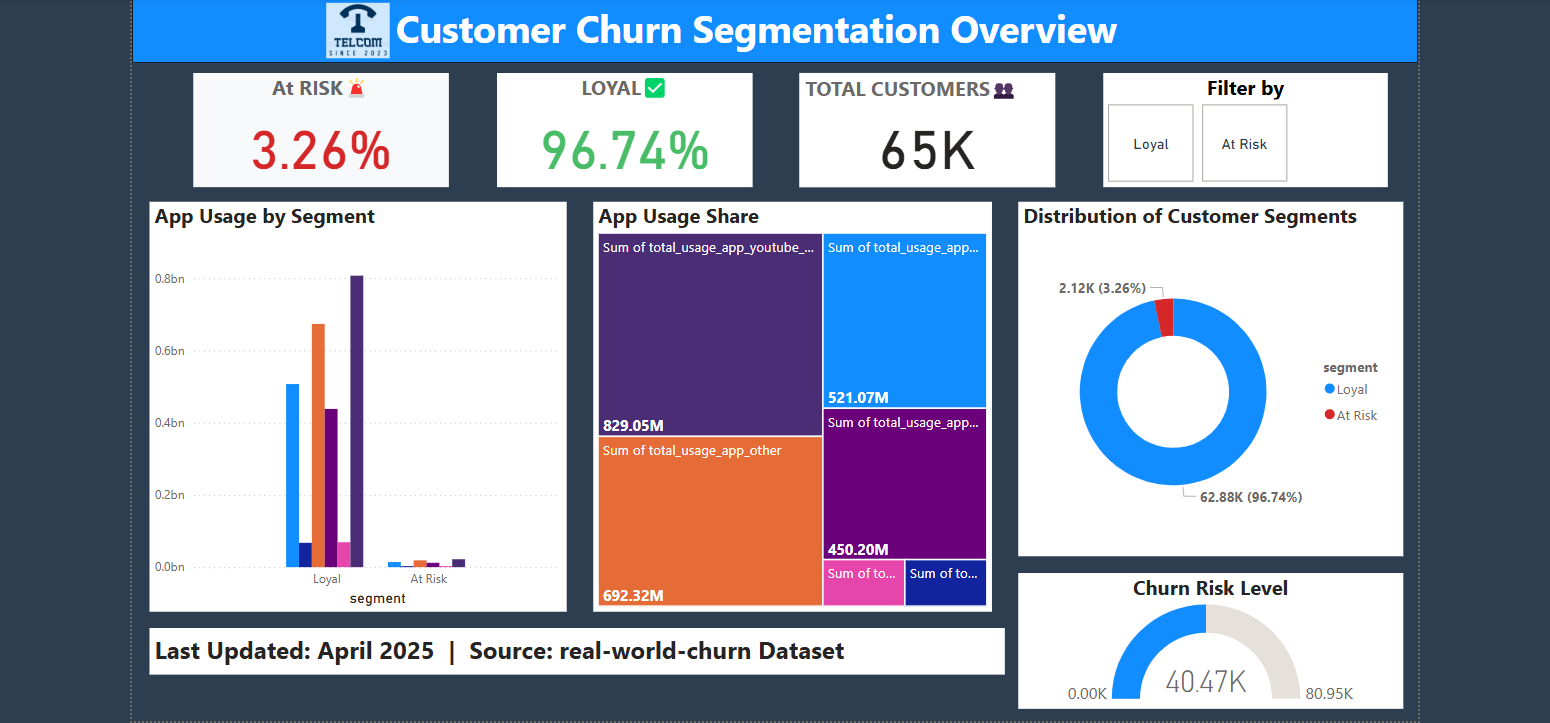 TELCOM
SINCE 2023
Customer Churn Segmentation Overview
At RISK
3.26%
LOYAL
96.74%
TOTAL CUSTOMERS
65K
Filter by
Loyal
At Risk
App Usage by Segment
0.8bn
0.6bn
0.4bn
0.2bn
0.0bn
Loyal
At Risk
segment
App Usage Share
Sum of total_usage_app_youtube_...
829.05M
Sum of total_usage_app...
521.07M
Sum of total_usage_app_other
692.32M
Sum of total_usage_app...
450.20M
Sum of to...
Sum of to...
Distribution of Customer Segments
2.12K (3.26%)
62.88K (96.74%)
segment
Loyal
At Risk
Churn Risk Level
40.47K
0.00K
80.95K
Last Updated: April 2025 | Source: real-world-churn Dataset